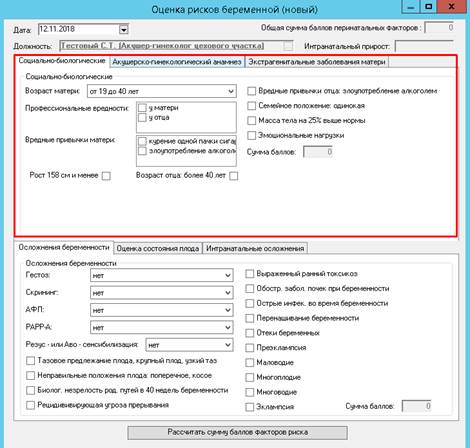 Оценка рисков беременной (новый)
Дата: 12.11.2018 Общая сумма баллов перинатальных факторов : 0
Должность: Тестовый С.Т. (Акушер-гинеколог цехового участка) Интранатальный прирост:
Социально-биологические Акушерско-гинекологический анамнез Экстрагенитальные заболевания матери
Социально-биологические
Возраст матери: от 19 до 40 лет Вредные привычки отца: злоупотребление алкоголем
Профессиональные вредности: у матери Семейное положение: одинокая
у отца Масса тела на 25% выше нормы
Вредные привычки матери: курение одной пачки сигар Эмоциональные нагрузки
злоупотребление алкоголе Сумма баллов: 0
Рост 158 см и менее Возраст отца: более 40 лет
Осложнения беременности Оценка состояния плода Интранатальные осложнения
Осложнения беременности
Гестоз: нет Выраженный ранний токсикоз
Скрининг: нет Обостр. забол. почек при беременности
Острые инфек. во время беременности
АФП: нет Перенашивание беременности
PAPP-A: нет Отеки беременных
Резус - или Аво - сенсибилизация: нет Преэклампсия
Тазовое предлежание плода, крупный плод, узкий таз Маловодие
Неправильные положения плода: поперечное, косое Многоплодие
Биолог. незрелость род. путей в 40 недель беременности Многоводие
Рецидивирующая угроза прерывания Эклампсия Сумма баллов: 0
Рассчитать сумму баллов факторов риска